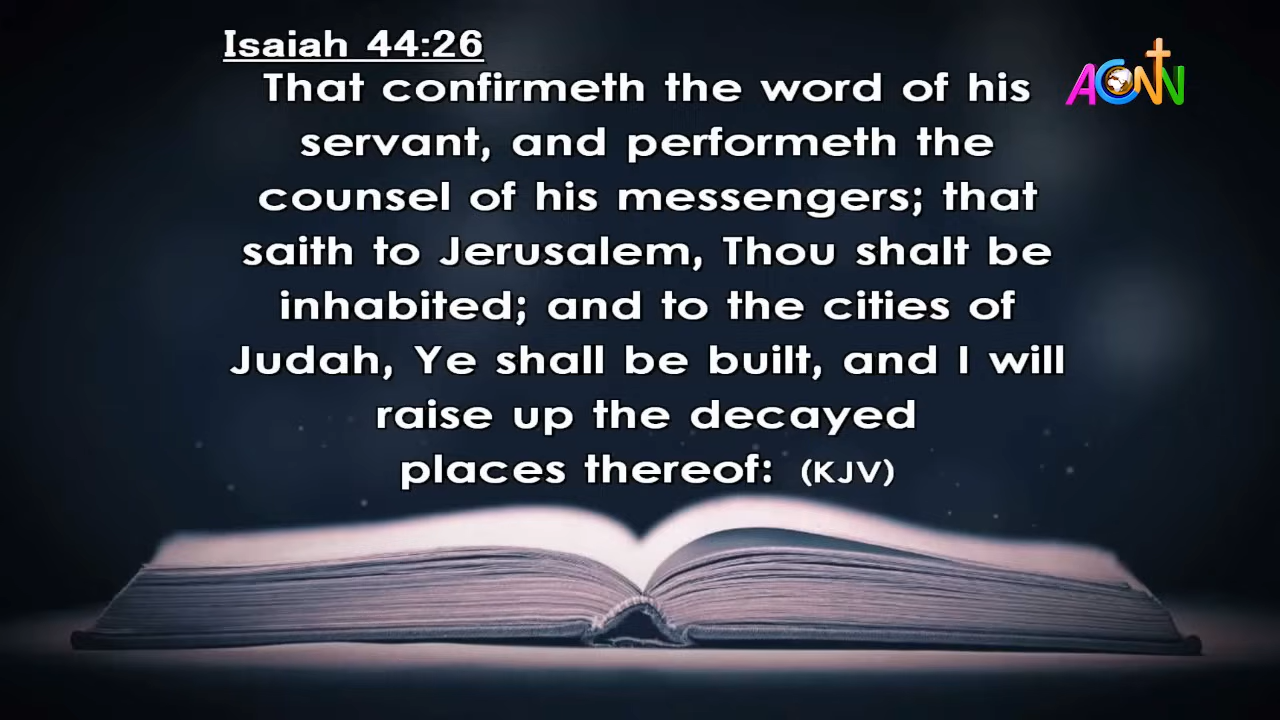 Isaiah 44:26
That confirmeth the word of his
servant, and performeth the
counsel of his messengers; that
saith to Jerusalem, Thou shalt be
inhabited; and to the cities of
Judah, Ye shall be built, and I will
raise up the decayed
places thereof: (KJV)
ACNN